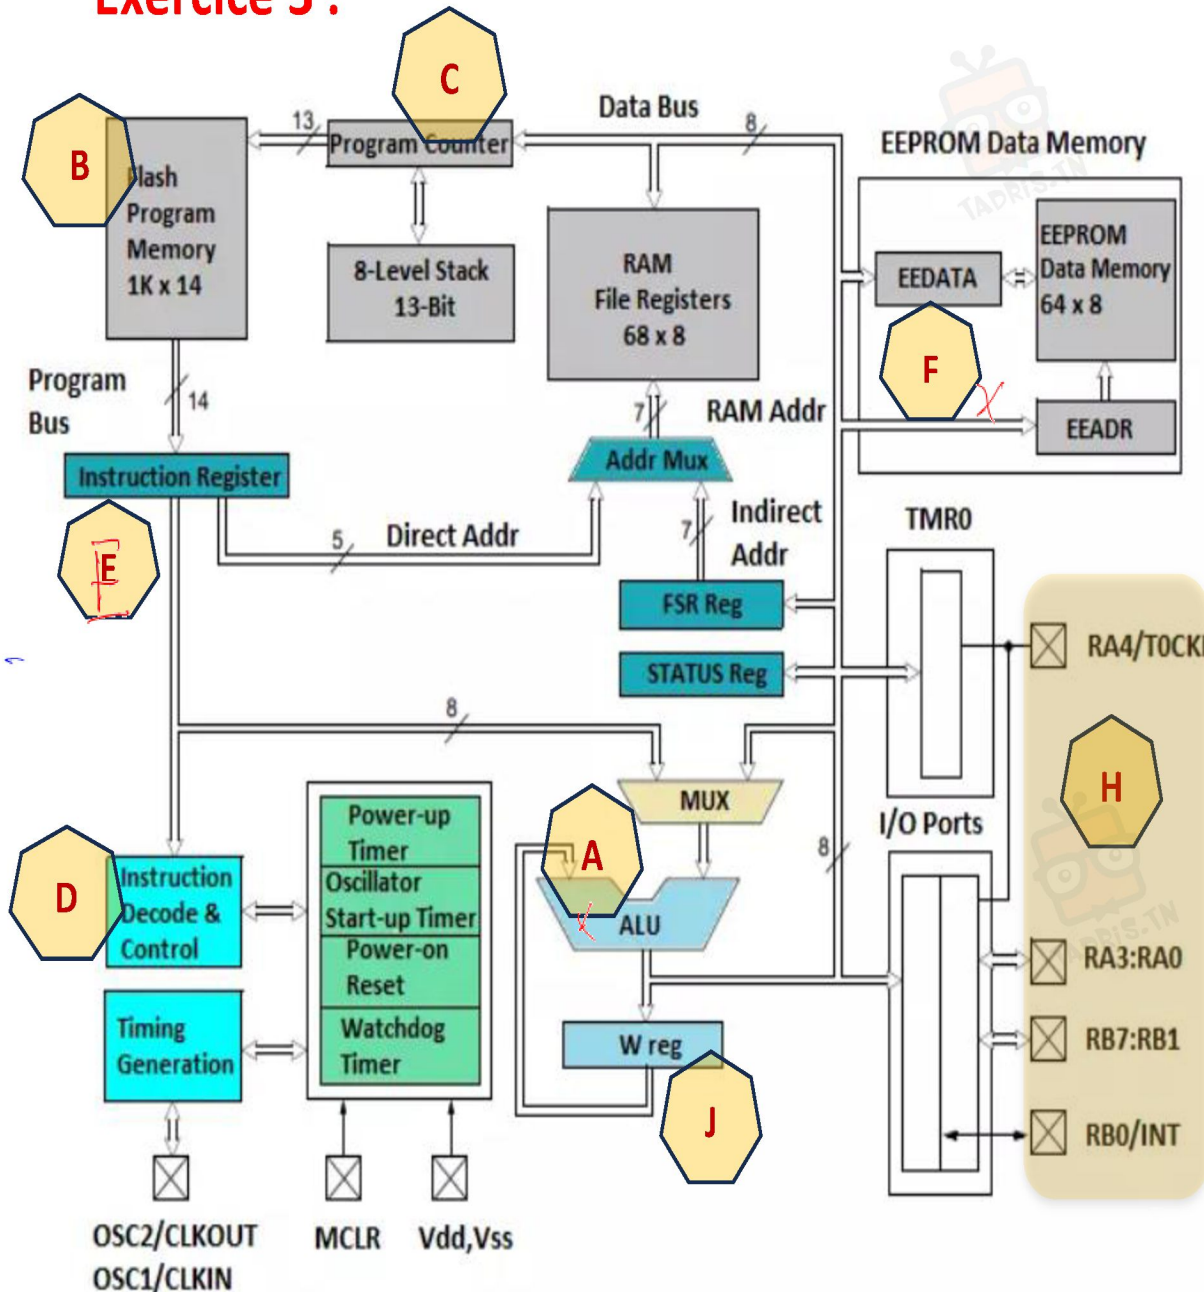 Exercice 3 :
C
Data Bus
13
8
Program Counter
EEPROM Data Memory
B
Flash
Program
Memory
1K x 14
8-Level Stack
13-Bit
RAM
File Registers
68 x 8
EEDATA
EEPROM
Data Memory
64 x 8
TADRIS.TN
F
X
EEADR
Program
Bus
14
7
RAM Addr
Addr Mux
Instruction Register
E
5
Direct Addr
7
Indirect
Addr
TMR0
FSR Reg
STATUS Reg
RA4/T0CKI
H
8
MUX
I/O Ports
8
A
ALU
Power-up
Timer
Oscillator
Start-up Timer
Power-on
Reset
Watchdog
Timer
D
Instruction
Decode &
Control
Timing
Generation
W reg
J
RA3:RA0
TADRIS.TN
RB7:RB1
RB0/INT
OSC2/CLKOUT
OSC1/CLKIN
MCLR
Vdd,Vss